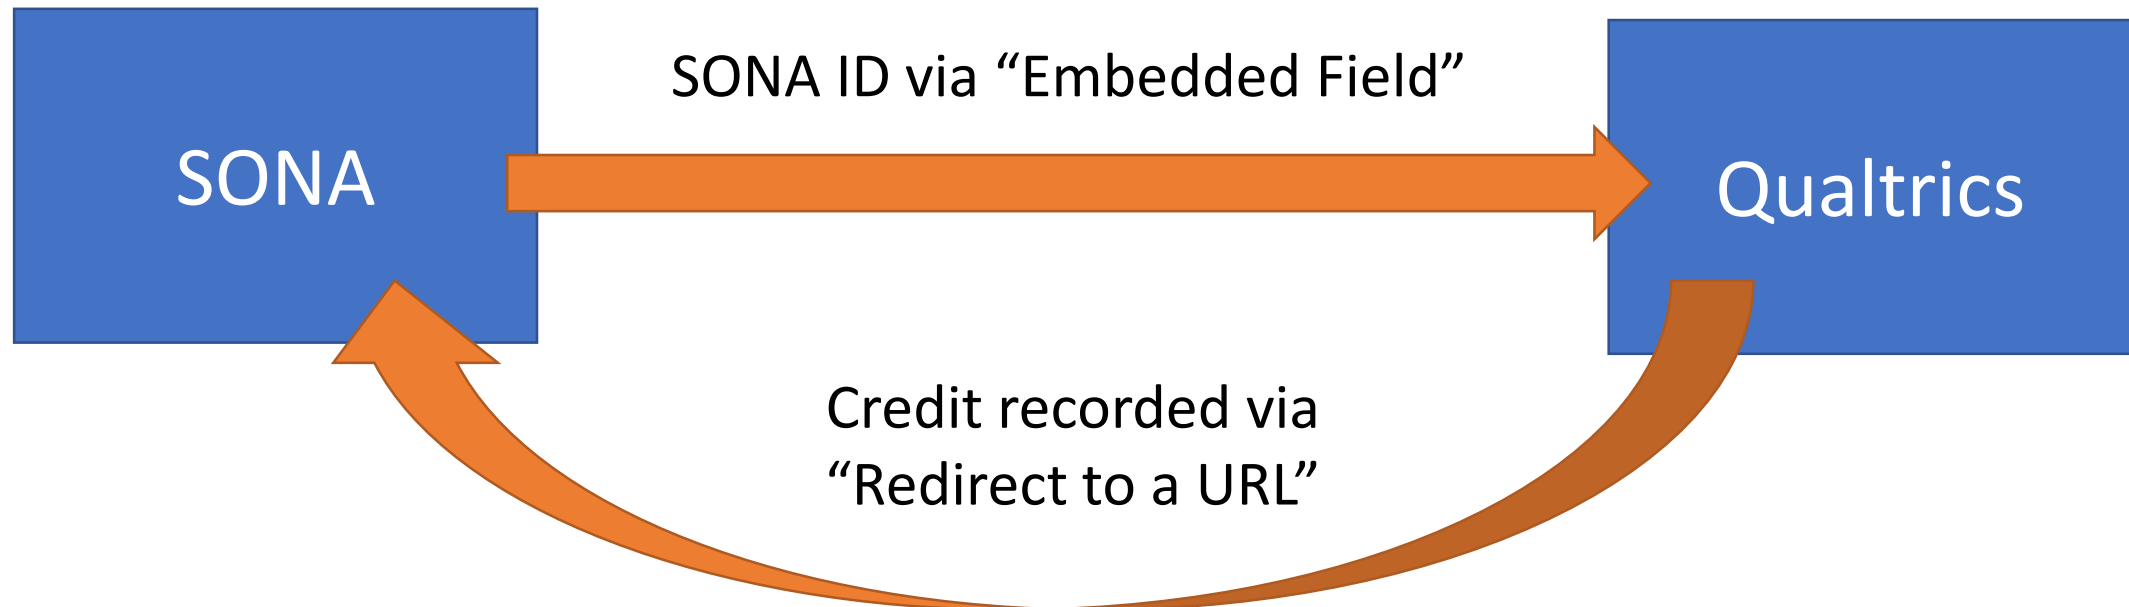 SONA ID via “Embedded Field”
SONA
Qualtrics
Credit recorded via
“Redirect to a URL”